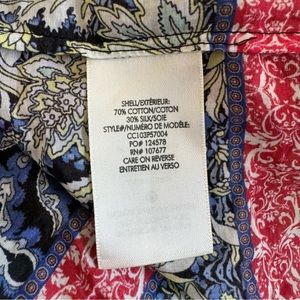 SHELL/EXTÉRIEUR:
70% COTTON/COTON
30% SILK/SOIE
STYLE#/NUMÉRO DE MODÈLE:
CC103P57004
PO# 124578
RN# 107677
CARE ON REVERSE
ENTRETIEN AU VERSO